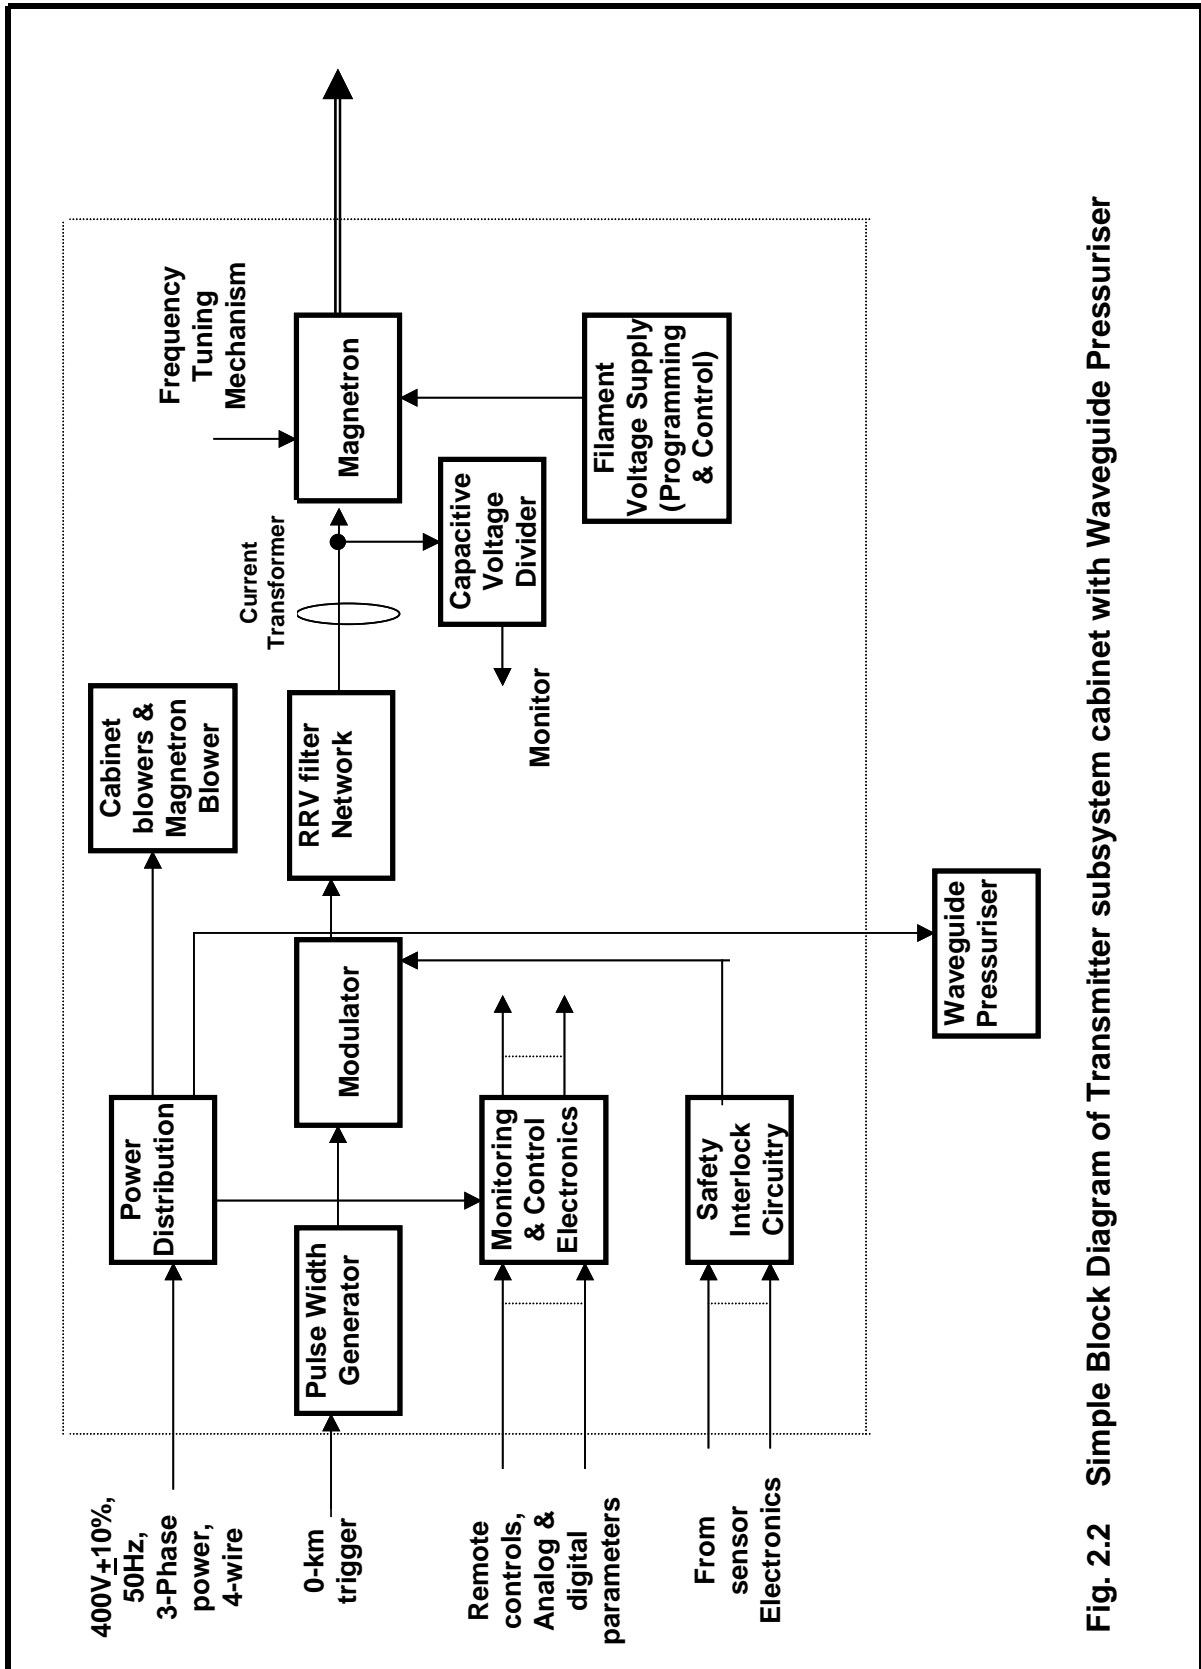 400V±10%,
50Hz,
3-Phase
power,
4-wire
Power
Distribution
Cabinet
blowers &
Magnetron
Blower
Frequency
Tuning
Mechanism
0-km
trigger
Pulse Width
Generator
Modulator
RRV filter
Network
Current
Transformer
Magnetron
Remote
controls,
Analog &
digital
parameters
Monitoring
& Control
Electronics
Monitor
Capacitive
Voltage
Divider
Filament
Voltage Supply
(Programming
& Control)
From
sensor
Electronics
Safety
Interlock
Circuitry
Waveguide
Pressuriser
Fig. 2.2 Simple Block Diagram of Transmitter subsystem cabinet with Waveguide Pressuriser